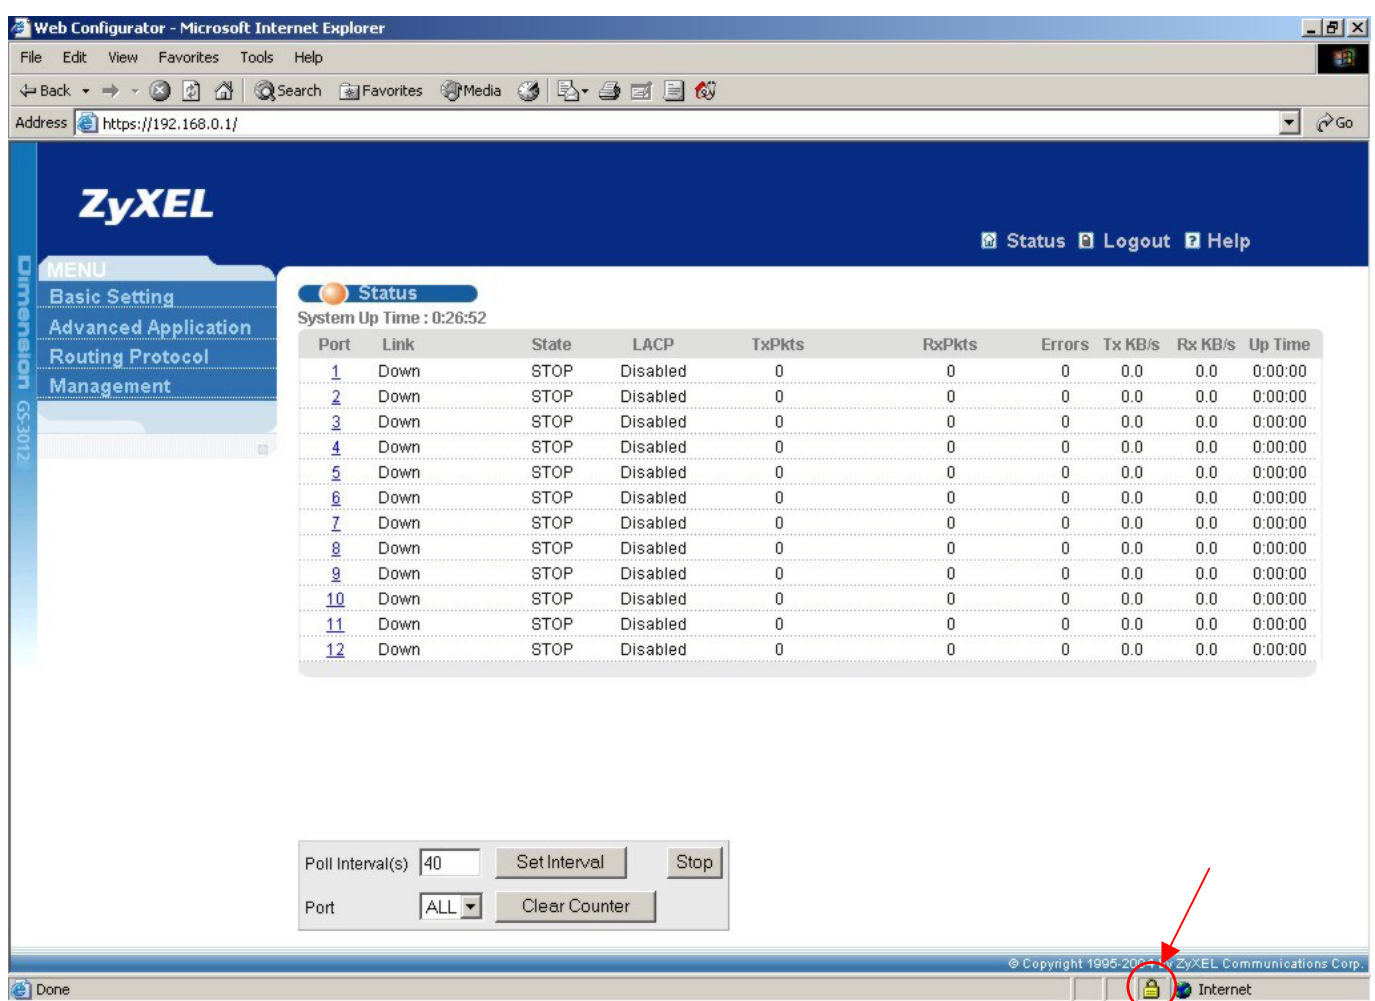 Web Configurator - Microsoft Internet Explorer
File Edit View Favorites Tools Help
Back Search Favorites Media
Address https://192.168.0.1/ Go
ZyXEL
Status Logout Help
Dimension GS-3012
MENU
Basic Setting
Advanced Application
Routing Protocol
Management
Status
System Up Time : 0:26:52
Port Link State LACP TxPkts RxPkts Errors Tx KB/s Rx KB/s Up Time
1 Down STOP Disabled 0 0 0 0.0 0.0 0:00:00
2 Down STOP Disabled 0 0 0 0.0 0.0 0:00:00
3 Down STOP Disabled 0 0 0 0.0 0.0 0:00:00
4 Down STOP Disabled 0 0 0 0.0 0.0 0:00:00
5 Down STOP Disabled 0 0 0 0.0 0.0 0:00:00
6 Down STOP Disabled 0 0 0 0.0 0.0 0:00:00
7 Down STOP Disabled 0 0 0 0.0 0.0 0:00:00
8 Down STOP Disabled 0 0 0 0.0 0.0 0:00:00
9 Down STOP Disabled 0 0 0 0.0 0.0 0:00:00
10 Down STOP Disabled 0 0 0 0.0 0.0 0:00:00
11 Down STOP Disabled 0 0 0 0.0 0.0 0:00:00
12 Down STOP Disabled 0 0 0 0.0 0.0 0:00:00
Poll Interval(s) 40 Set Interval Stop
Port ALL Clear Counter
© Copyright 1995-2004 by ZyXEL Communications Corp.
Done Internet